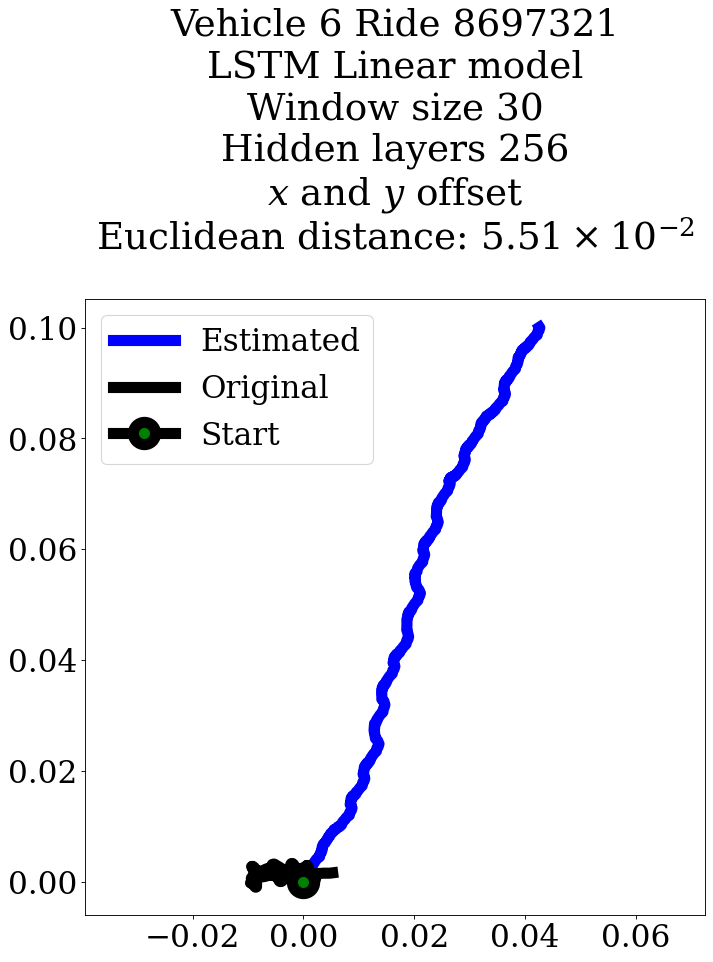 Vehicle 6 Ride 8697321
LSTM Linear model
Window size 30
Hidden layers 256
x and y offset
Euclidean distance: 5.51 × 10⁻²
Estimated
Original
Start
0.10
0.08
0.06
0.04
0.02
0.00
−0.02 0.00 0.02 0.04 0.06